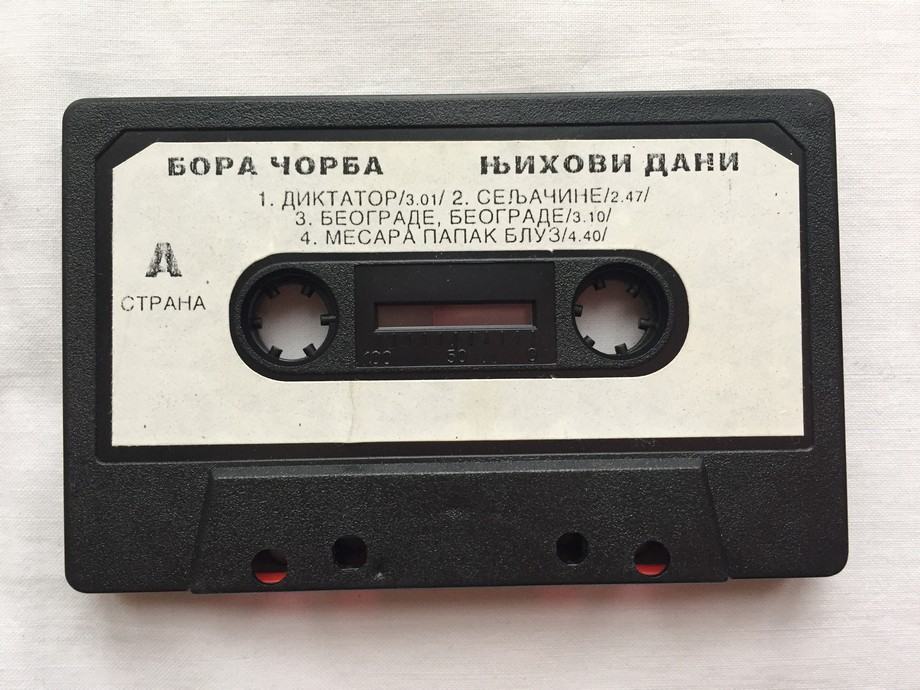 БОРА ЧОРБА ЊИХОВИ ДАНИ
1. ДИКТАТОР/3.01/ 2. СЕЉАЧИНЕ/2.47/
3. БЕОГРАДЕ, БЕОГРАДЕ/3.10/
4. МЕСАРА ПАПАК БЛУЗ/4.40/
А
СТРАНА
100 50 0